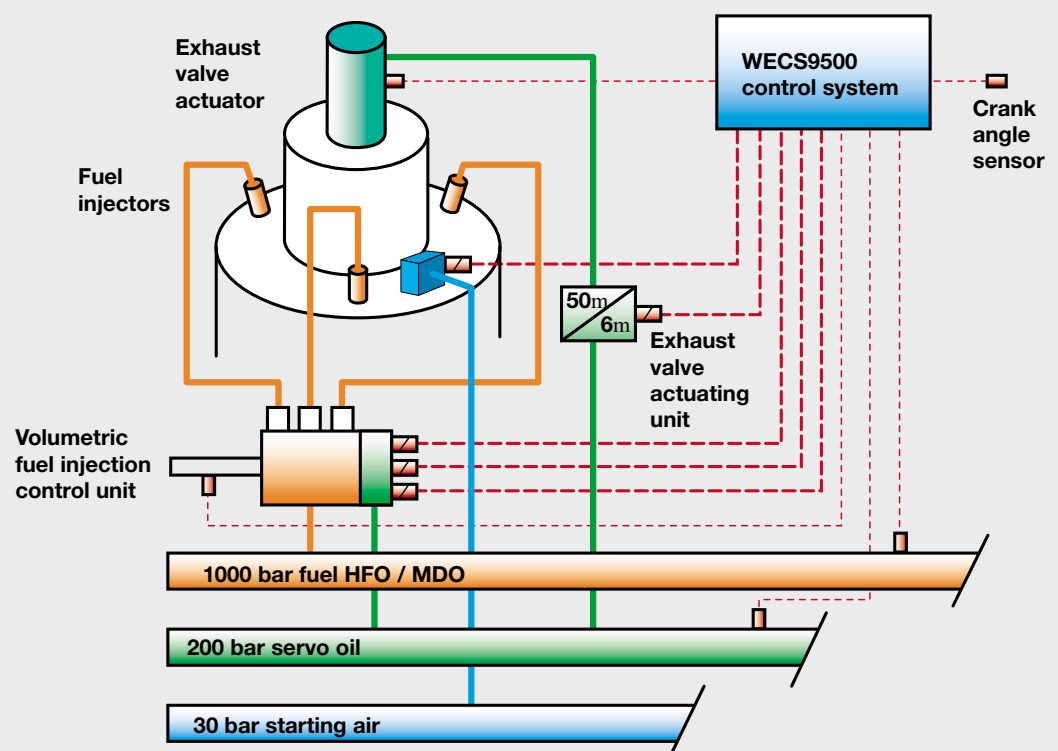 Exhaust
valve
actuator
WECS9500
control system
Crank
angle
sensor
Fuel
injectors
50m
6m
Exhaust
valve
actuating
unit
Volumetric
fuel injection
control unit
1000 bar fuel HFO / MDO
200 bar servo oil
30 bar starting air